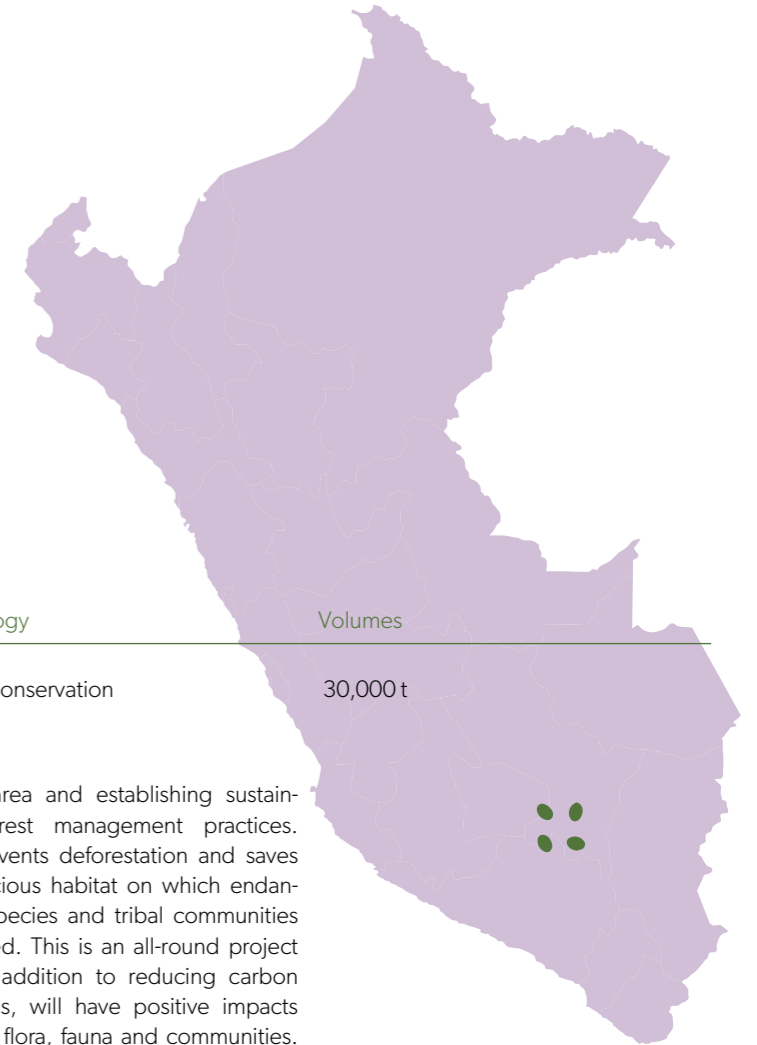 ogy Volumes
onservation 30,000 t
area and establishing sustain-
rest management practices.
vents deforestation and saves
cious habitat on which endan-
pecies and tribal communities
ed. This is an all-round project
addition to reducing carbon
s, will have positive impacts
flora, fauna and communities.